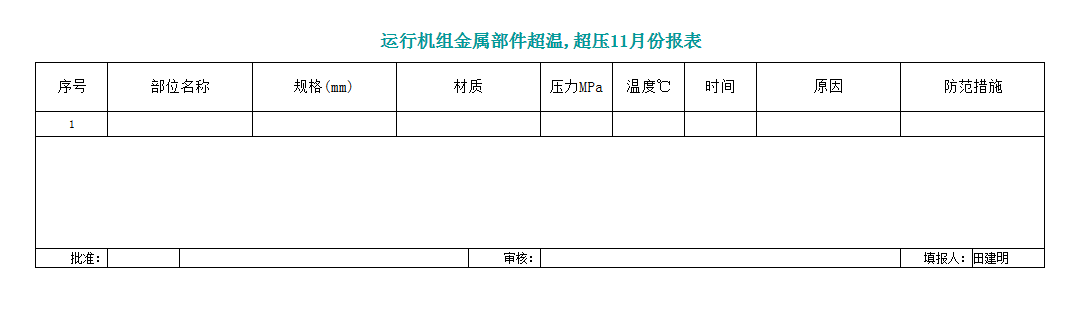 运行机组金属部件超温,超压11月份报表
序号 部位名称 规格(mm) 材质 压力MPa 温度℃ 时间 原因 防范措施
1
批准: 审核: 填报人: 田建明